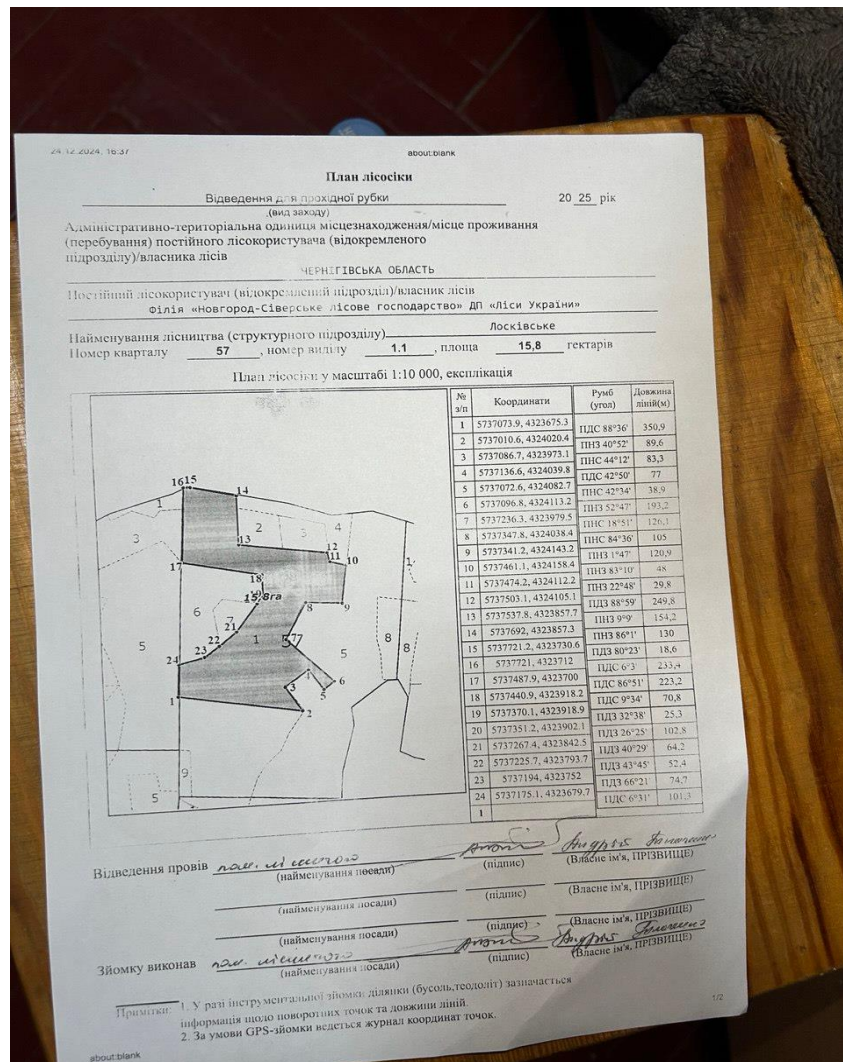 24.12.2024, 16:37
about:blank
План лісосіки
Відведення для прохідної рубки 20 25 рік
(вид заходу)
Адміністративно-територіальна одиниця місцезнаходження/місце проживання
(перебування) постійного лісокористувача (відокремленого
підрозділу)/власника лісів
ЧЕРНІГІВСЬКА ОБЛАСТЬ
Постійний лісокористувач (відокремлений підрозділ)/власник лісів
Філія «Новгород-Сіверське лісове господарство» ДП «Ліси України»
Найменування лісництва (структурного підрозділу) Лосківське
Номер кварталу 57, номер виділу 1.1, площа 15,8 гектарів
План лісосіки у масштабі 1:10 000, експлікація
№ з/п Координати Румб (угол) Довжина ліній(м)
1 5737073.9, 4323675.3 ПДС 88°36' 350,9
2 5737010.6, 4324020.4 ПНЗ 40°52' 89,6
3 5737086.7, 4323973.1 ПНС 44°12' 83,3
4 5737136.6, 4324039.8 ПДС 42°50' 77
5 5737072.6, 4324082.7 ПНС 42°34' 38,9
6 5737096.8, 4324113.2 ПНЗ 52°47' 193,2
7 5737236.3, 4323979.5 ПНС 18°51' 126,1
8 5737347.8, 4324038.4 ПНС 84°36' 105
9 5737341.2, 4324143.2 ПНЗ 1°47' 120,9
10 5737461.1, 4324158.4 ПНЗ 83°10' 48
11 5737474.2, 4324112.2 ПНЗ 22°48' 29,8
12 5737503.1, 4324105.1 ПДЗ 88°59' 249,8
13 5737537.8, 4323857.7 ПНЗ 9°9' 154,2
14 5737692, 4323857.3 ПНЗ 86°1' 130
15 5737721.2, 4323730.6 ПДЗ 80°23' 18,6
16 5737721, 4323712 ПДС 6°3' 233,4
17 5737487.9, 4323700 ПДС 86°51' 223,2
18 5737440.9, 4323918.2 ПДС 9°34' 70,8
19 5737370.1, 4323918.9 ПДЗ 32°38' 25,3
20 5737351.2, 4323902.1 ПДЗ 26°25' 102,8
21 5737267.4, 4323842.5 ПДЗ 40°29' 64,2
22 5737225.7, 4323793.7 ПДЗ 43°45' 52,4
23 5737194, 4323752 ПДЗ 66°21' 74,7
24 5737175.1, 4323679.7 ПДС 6°31' 101,3
1
1615
14
1
2
3
4
3
13
12
11
10
1
17
18
15,8га
8
9
6
7
21
22
1
5
5
8
8
24
23
6
3
5
1
2
9
5
Відведення провів пом. лісничого Андрій
(найменування посади) (підпис) (Власне ім'я, ПРІЗВИЩЕ)
(найменування посади) (підпис) (Власне ім'я, ПРІЗВИЩЕ)
(найменування посади) (підпис) (Власне ім'я, ПРІЗВИЩЕ)
Зйомку виконав пом. лісничого Андрій
(найменування посади) (підпис) (Власне ім'я, ПРІЗВИЩЕ)
Примітки: 1. У разі інструментальної зйомки ділянки (бусоль,теодоліт) зазначається
інформація щодо поворотних точок та довжини ліній.
2. За умови GPS-зйомки ведеться журнал координат точок.
about:blank
1/2